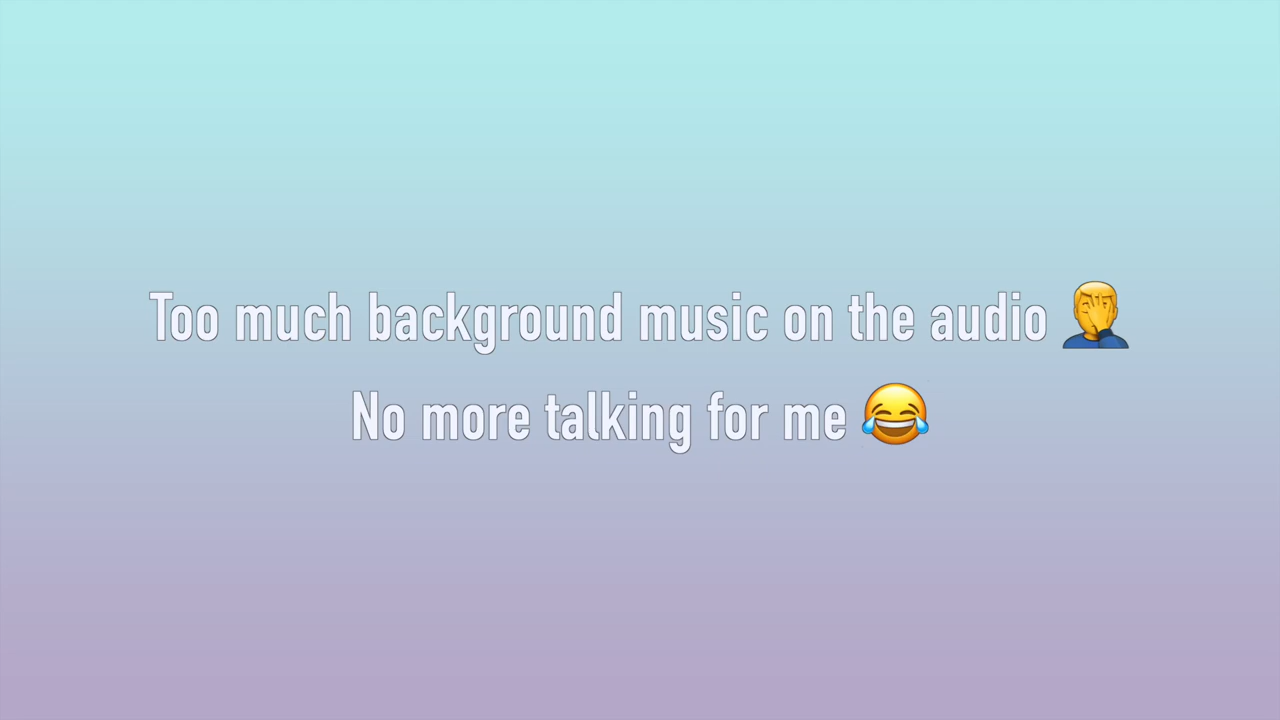 Too much background music on the audio 🤦‍♂️
No more talking for me 😂